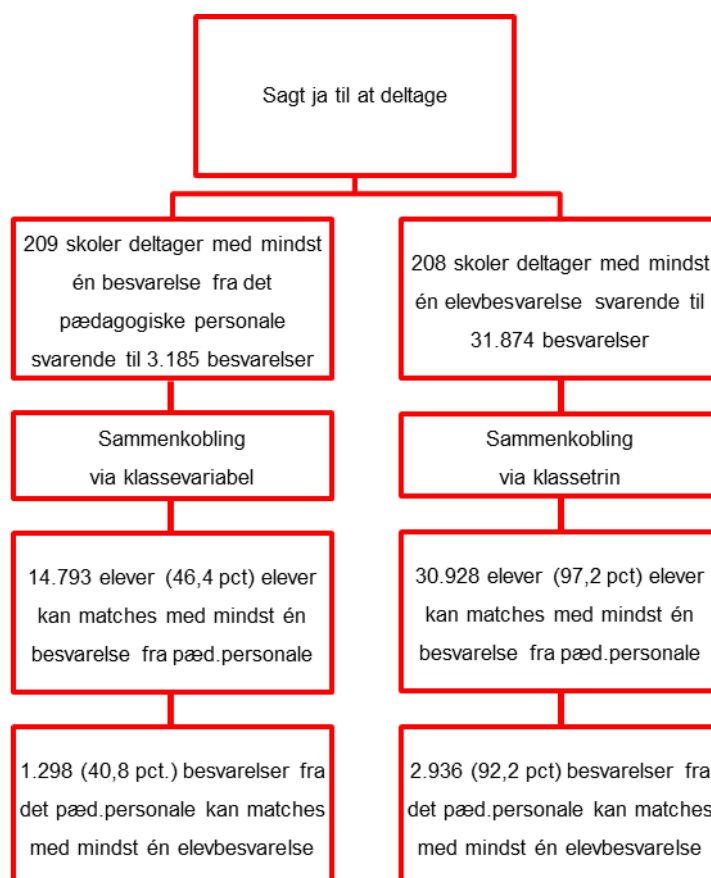 Sagt ja til at deltage
209 skoler deltager med mindst
én besvarelse fra det
pædagogiske personale
svarende til 3.185 besvarelser
208 skoler deltager med mindst
én elevbesvarelse svarende til
31.874 besvarelser
Sammenkobling
via klassevariabel
Sammenkobling
via klassetrin
14.793 elever (46,4 pct) elever
kan matches med mindst én
besvarelse fra pæd.personale
30.928 elever (97,2 pct) elever
kan matches med mindst én
besvarelse fra pæd.personale
1.298 (40,8 pct.) besvarelser fra
det pæd.personale kan matches
med mindst én elevbesvarelse
2.936 (92,2 pct) besvarelser fra
det pæd.personale kan matches
med mindst én elevbesvarelse